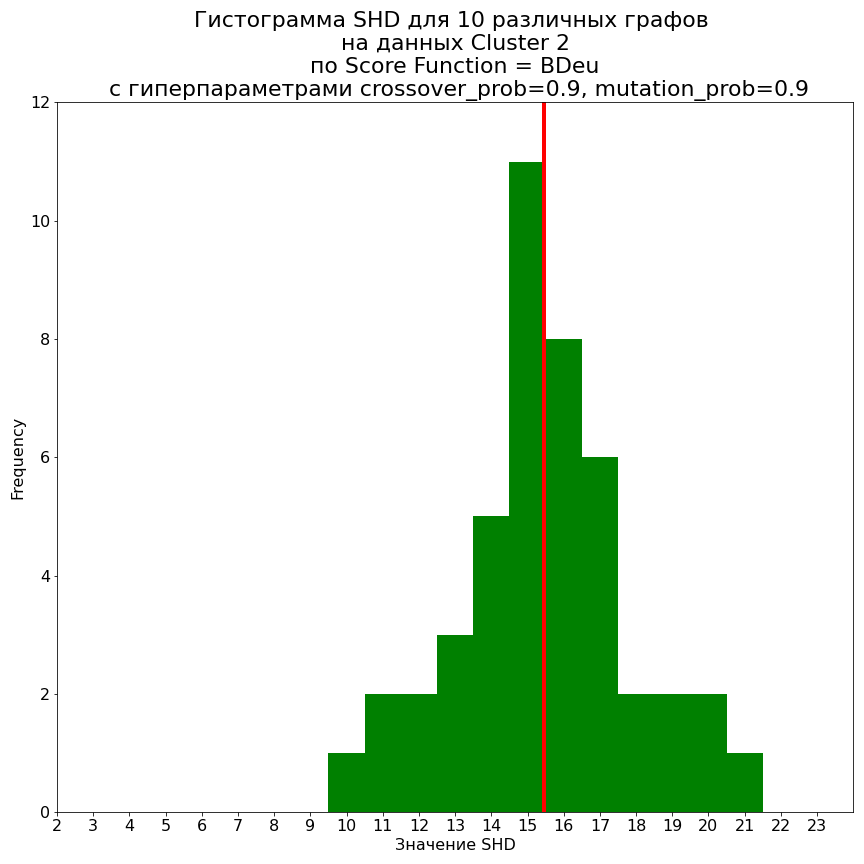 Гистограмма SHD для 10 различных графов
на данных Cluster 2
по Score Function = BDeu
с гиперпараметрами crossover_prob=0.9, mutation_prob=0.9
12
10
8
6
4
2
0
Frequency
2 3 4 5 6 7 8 9 10 11 12 13 14 15 16 17 18 19 20 21 22 23
Значение SHD